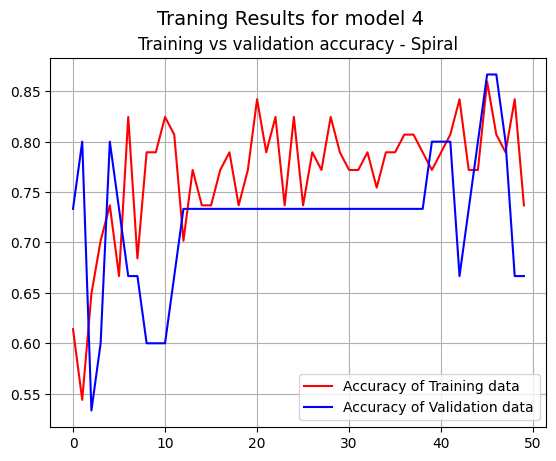 Traning Results for model 4
Training vs validation accuracy - Spiral
0.85
0.80
0.75
0.70
0.65
0.60
0.55
Accuracy of Training data
Accuracy of Validation data
0 10 20 30 40 50